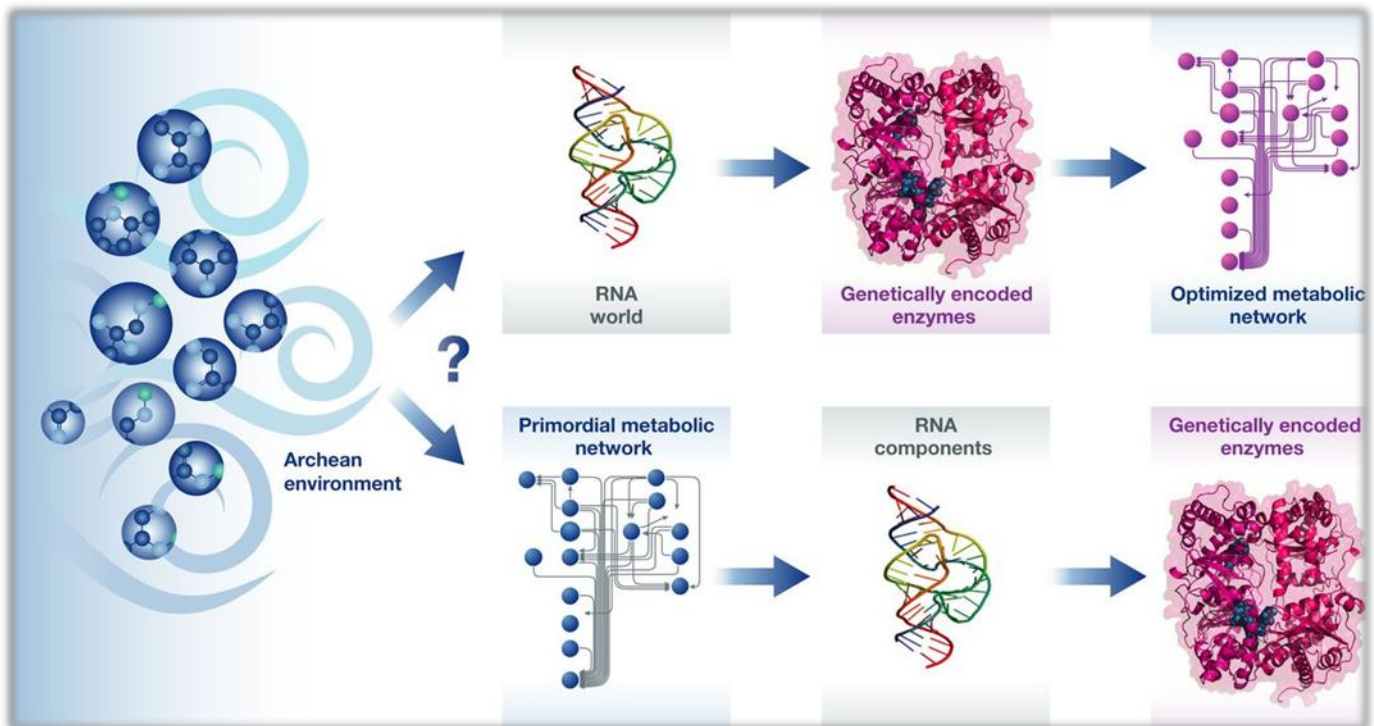 RNA
world
Genetically encoded
enzymes
Optimized metabolic
network
?
Archean
environment
Primordial metabolic
network
RNA
components
Genetically encoded
enzymes